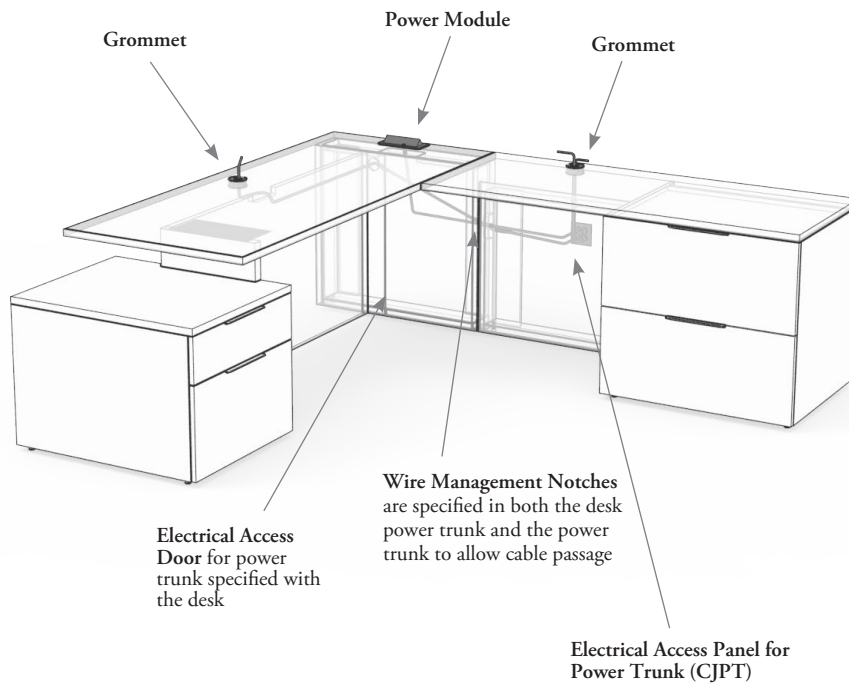 Power Module
Grommet
Grommet
Wire Management Notches
are specified in both the desk
power trunk and the power
trunk to allow cable passage
Electrical Access
Door for power
trunk specified with
the desk
Electrical Access Panel for
Power Trunk (CJPT)